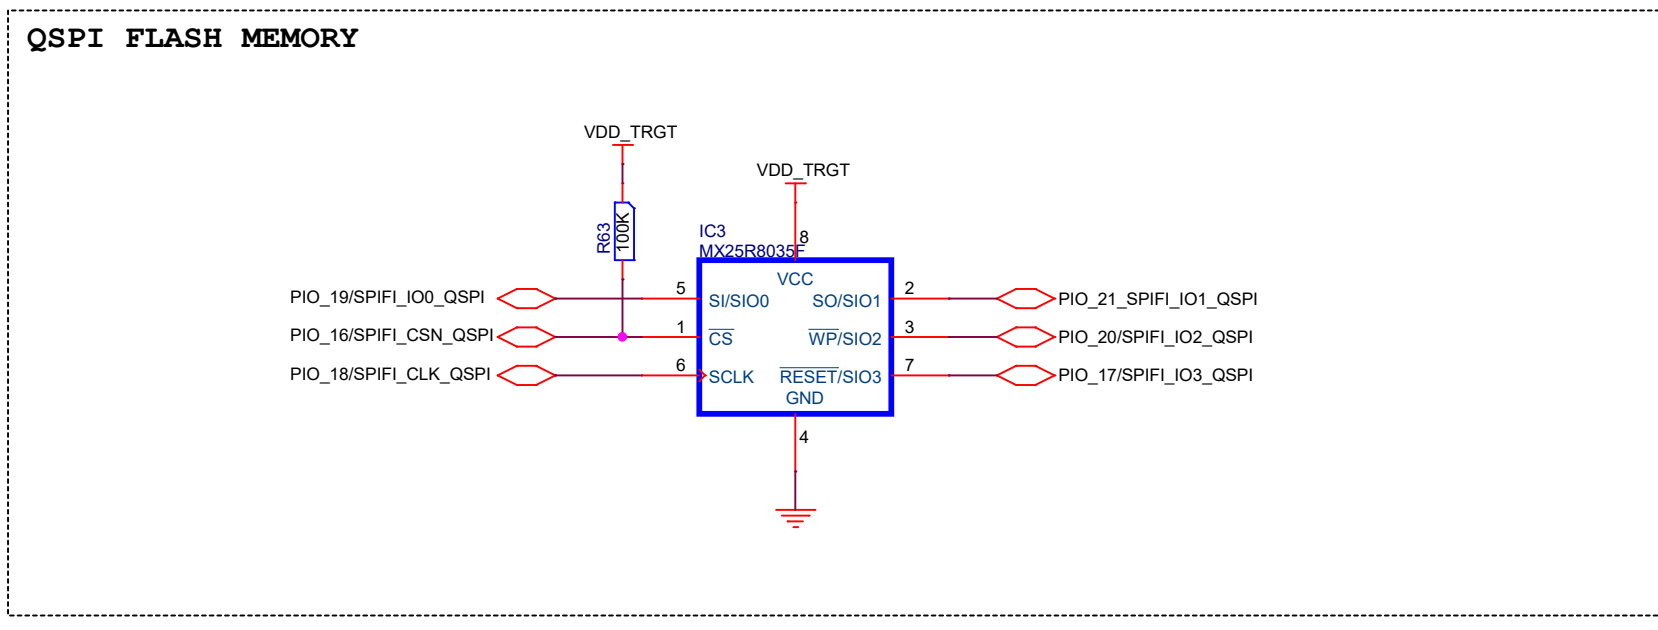 QSPI FLASH MEMORY
VDD_TRGT
VDD_TRGT
R63
100K
IC3
MX25R8035F
8
VCC
PIO_19/SPIFI_IO0_QSPI
5
SI/SIO0
SO/SIO1
2
PIO_21_SPIFI_IO1_QSPI
PIO_16/SPIFI_CSN_QSPI
1
CS
WP/SIO2
3
PIO_20/SPIFI_IO2_QSPI
PIO_18/SPIFI_CLK_QSPI
6
SCLK
RESET/SIO3
7
PIO_17/SPIFI_IO3_QSPI
GND
4